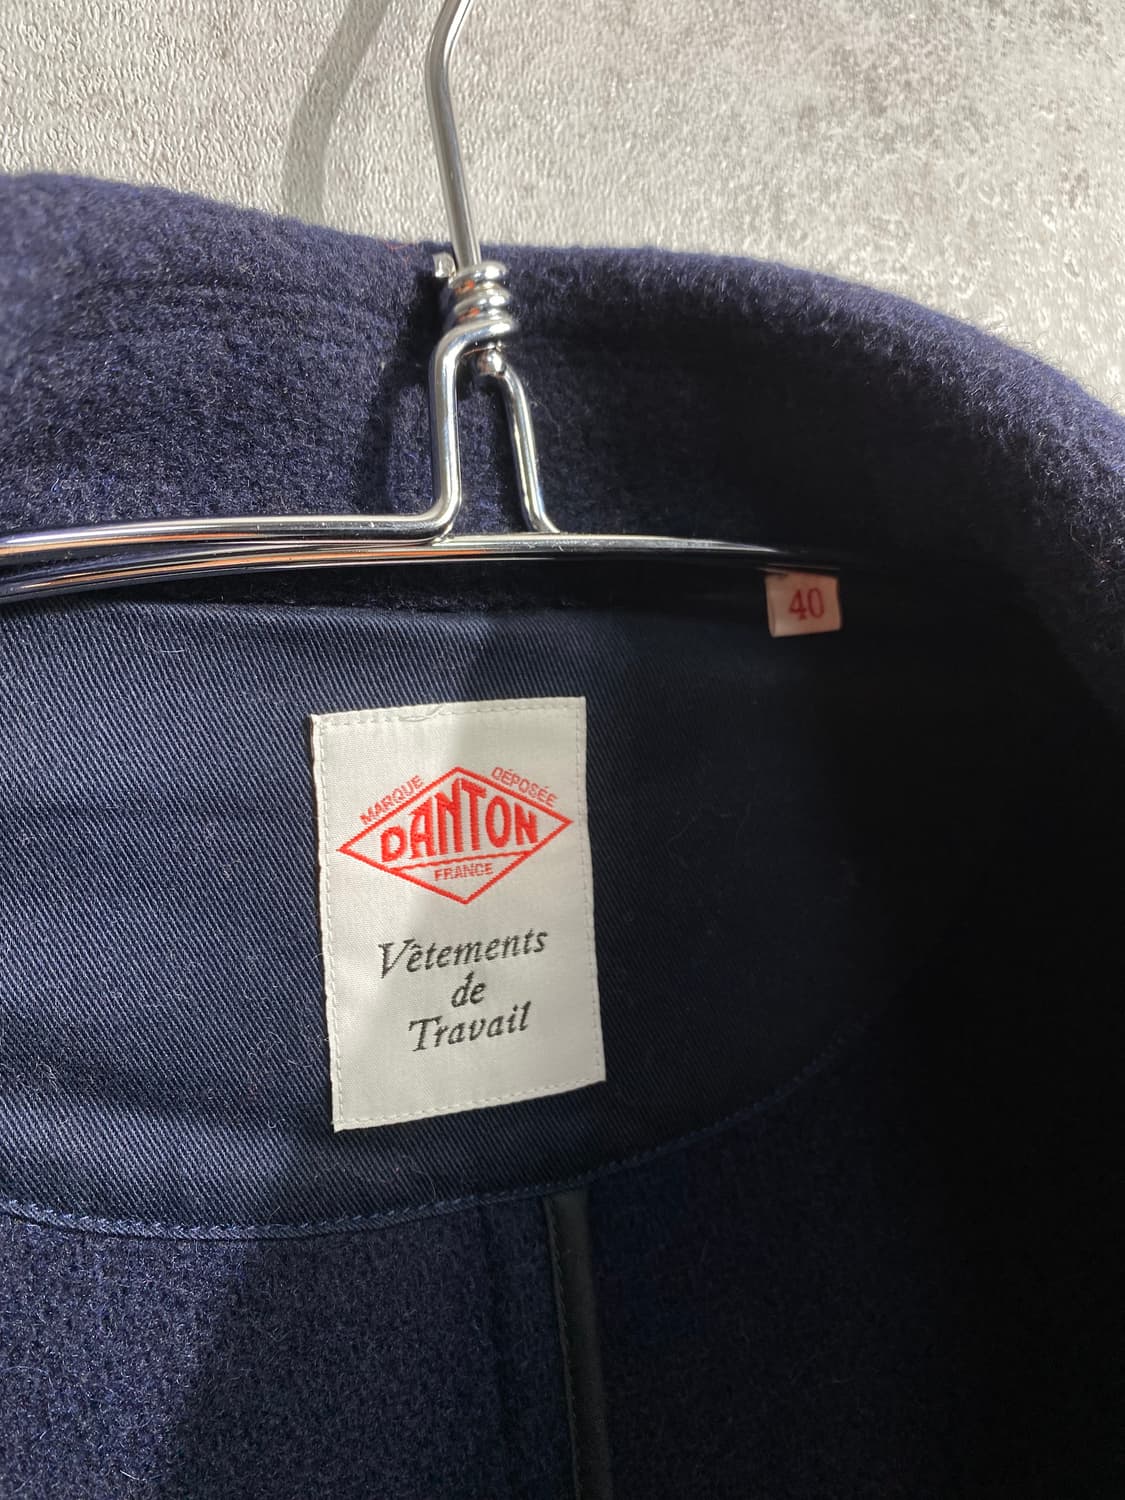 40
MARQUE DÉPOSÉE
DANTON
FRANCE
Vêtements
de
Travail